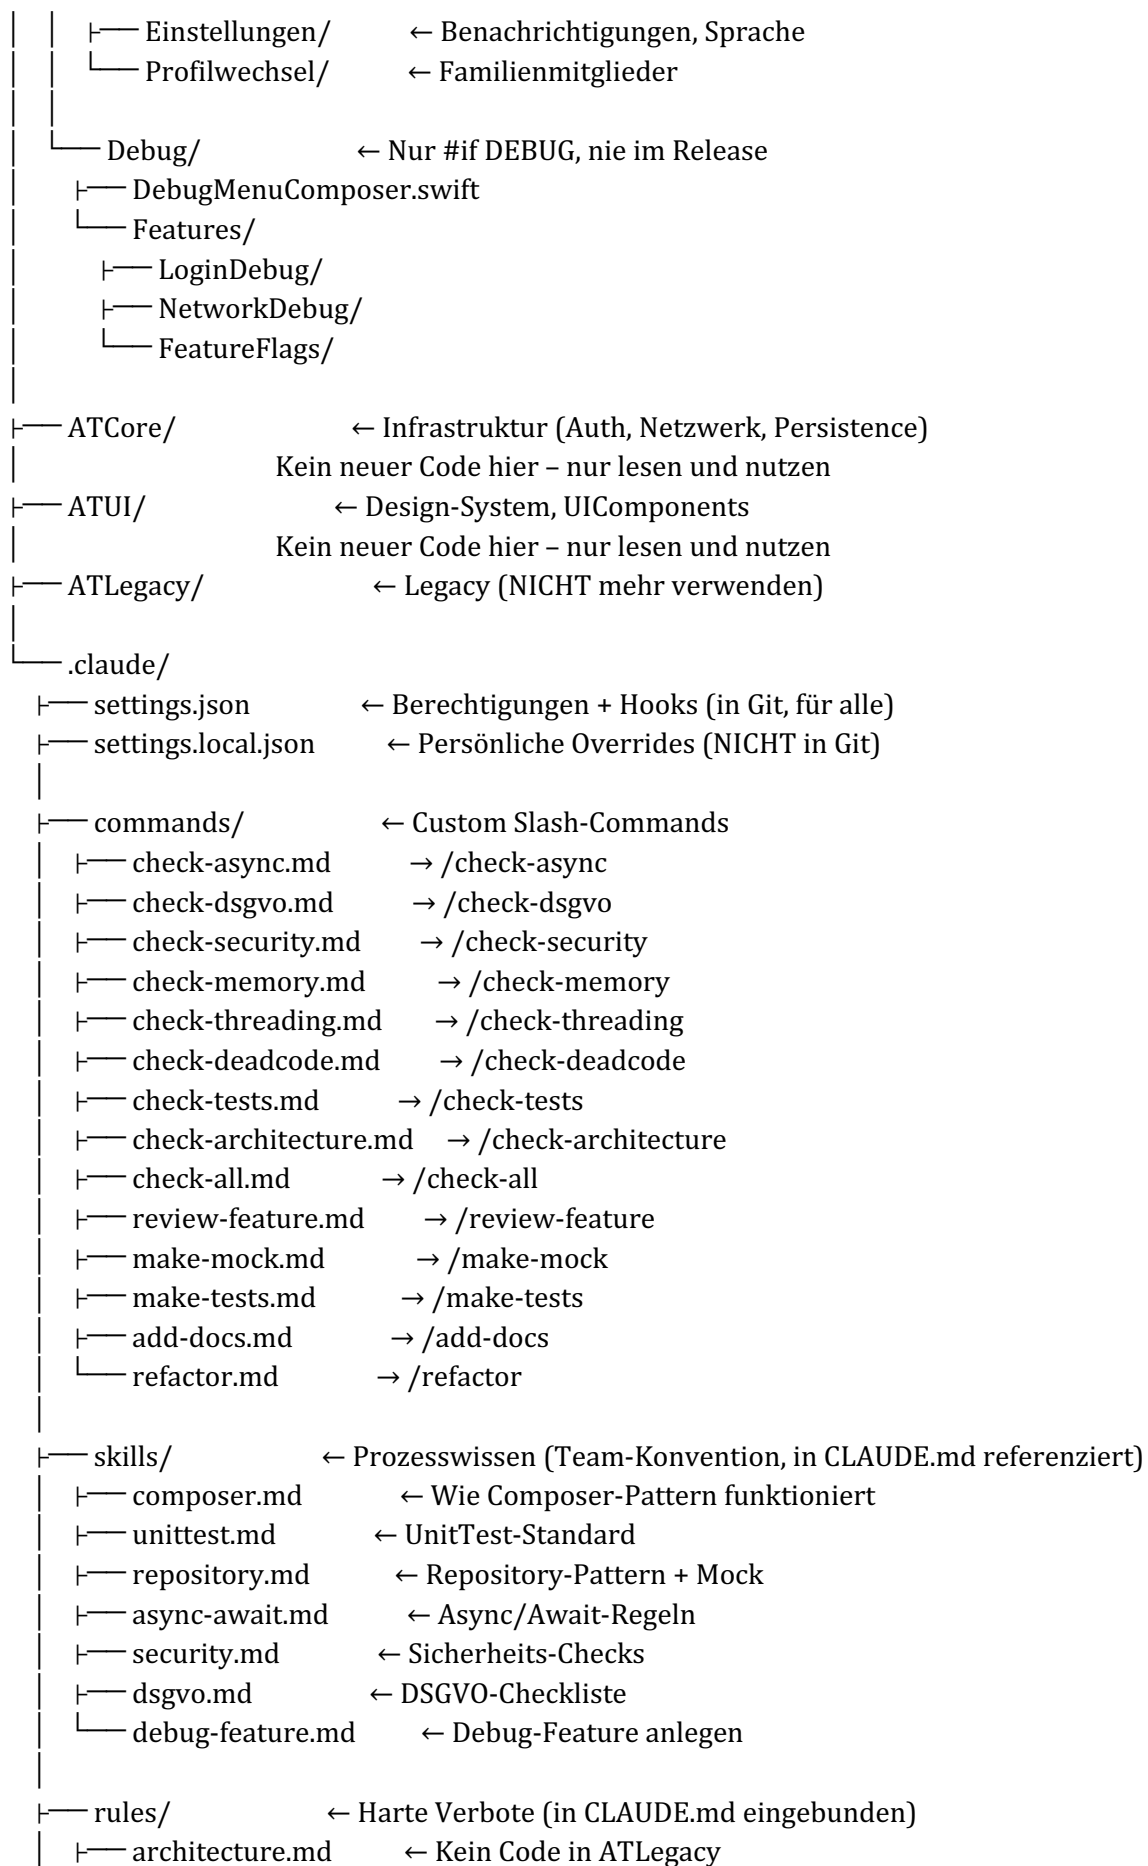 │ │ ├── Einstellungen/ ← Benachrichtigungen, Sprache
│ │ └── Profilwechsel/ ← Familienmitglieder
│ │
│ └── Debug/ ← Nur #if DEBUG, nie im Release
│ ├── DebugMenuComposer.swift
│ └── Features/
│ ├── LoginDebug/
│ ├── NetworkDebug/
│ └── FeatureFlags/
│
├── ATCore/ ← Infrastruktur (Auth, Netzwerk, Persistence)
│ Kein neuer Code hier – nur lesen und nutzen
├── ATUI/ ← Design-System, UIComponents
│ Kein neuer Code hier – nur lesen und nutzen
├── ATLegacy/ ← Legacy (NICHT mehr verwenden)
│
└── .claude/
├── settings.json ← Berechtigungen + Hooks (in Git, für alle)
├── settings.local.json ← Persönliche Overrides (NICHT in Git)
│
├── commands/ ← Custom Slash-Commands
│ ├── check-async.md → /check-async
│ ├── check-dsgvo.md → /check-dsgvo
│ ├── check-security.md → /check-security
│ ├── check-memory.md → /check-memory
│ ├── check-threading.md → /check-threading
│ ├── check-deadcode.md → /check-deadcode
│ ├── check-tests.md → /check-tests
│ ├── check-architecture.md → /check-architecture
│ ├── check-all.md → /check-all
│ ├── review-feature.md → /review-feature
│ ├── make-mock.md → /make-mock
│ ├── make-tests.md → /make-tests
│ ├── add-docs.md → /add-docs
│ └── refactor.md → /refactor
│
├── skills/ ← Prozesswissen (Team-Konvention, in CLAUDE.md referenziert)
│ ├── composer.md ← Wie Composer-Pattern funktioniert
│ ├── unittest.md ← UnitTest-Standard
│ ├── repository.md ← Repository-Pattern + Mock
│ ├── async-await.md ← Async/Await-Regeln
│ ├── security.md ← Sicherheits-Checks
│ ├── dsgvo.md ← DSGVO-Checkliste
│ └── debug-feature.md ← Debug-Feature anlegen
│
├── rules/ ← Harte Verbote (in CLAUDE.md eingebunden)
│ ├── architecture.md ← Kein Code in ATLegacy